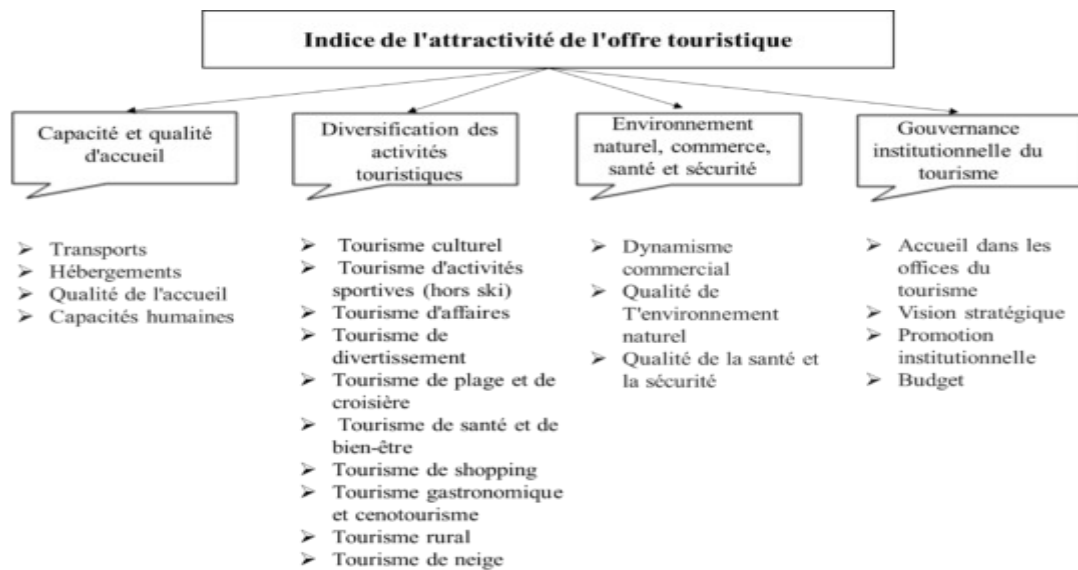 Indice de l'attractivité de l'offre touristique
Capacité et qualité
d'accueil
Diversification des
activités
touristiques
Environnement
naturel, commerce,
santé et sécurité
Gouvernance
institutionnelle du
tourisme
➢ Transports
➢ Hébergements
➢ Qualité de l'accueil
➢ Capacités humaines
➢ Tourisme culturel
➢ Tourisme d'activités
sportives (hors ski)
➢ Tourisme d'affaires
➢ Tourisme de
divertissement
➢ Tourisme de plage et de
croisière
➢ Tourisme de santé et de
bien-être
➢ Tourisme de shopping
➢ Tourisme gastronomique
et cenotourisme
➢ Tourisme rural
➢ Tourisme de neige
➢ Dynamisme
commercial
➢ Qualité de
T'environnement
naturel
➢ Qualité de la santé et
la sécurité
➢ Accueil dans les
offices du
tourisme
➢ Vision stratégique
➢ Promotion
institutionnelle
➢ Budget